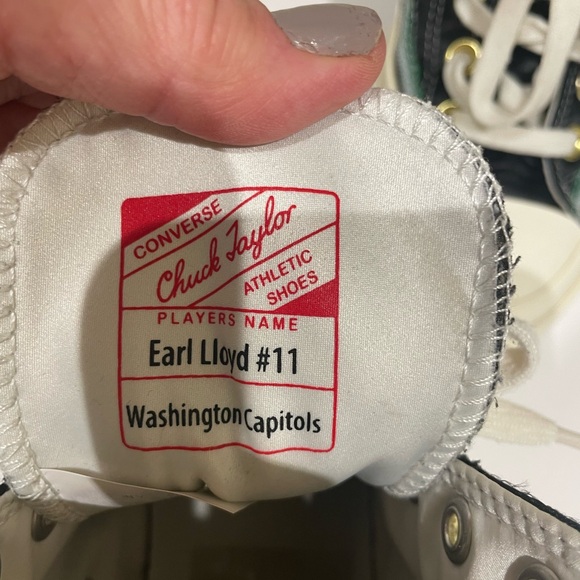 CONVERSE
Chuck Taylor
ATHLETIC
SHOES
PLAYERS NAME
Earl Lloyd #11
Washington Capitols